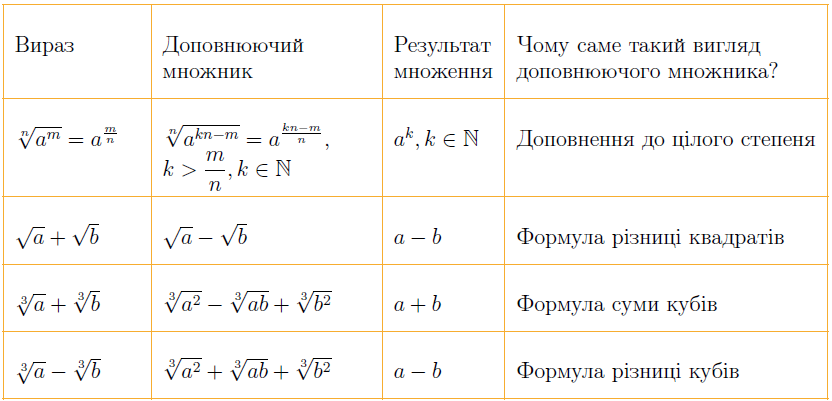 Вираз
Доповнюючий
множник
Результат
множення
Чому саме такий вигляд
доповнюючого множника?
$\sqrt[n]{a^m} = a^{\frac{m}{n}}$
$\sqrt[n]{a^{kn-m}} = a^{\frac{kn-m}{n}},$
$k > \dfrac{m}{n}, k \in \mathbb{N}$
$a^k, k \in \mathbb{N}$
Доповнення до цілого степеня
$\sqrt{a} + \sqrt{b}$
$\sqrt{a} - \sqrt{b}$
$a - b$
Формула різниці квадратів
$\sqrt[3]{a} + \sqrt[3]{b}$
$\sqrt[3]{a^2} - \sqrt[3]{ab} + \sqrt[3]{b^2}$
$a + b$
Формула суми кубів
$\sqrt[3]{a} - \sqrt[3]{b}$
$\sqrt[3]{a^2} + \sqrt[3]{ab} + \sqrt[3]{b^2}$
$a - b$
Формула різниці кубів